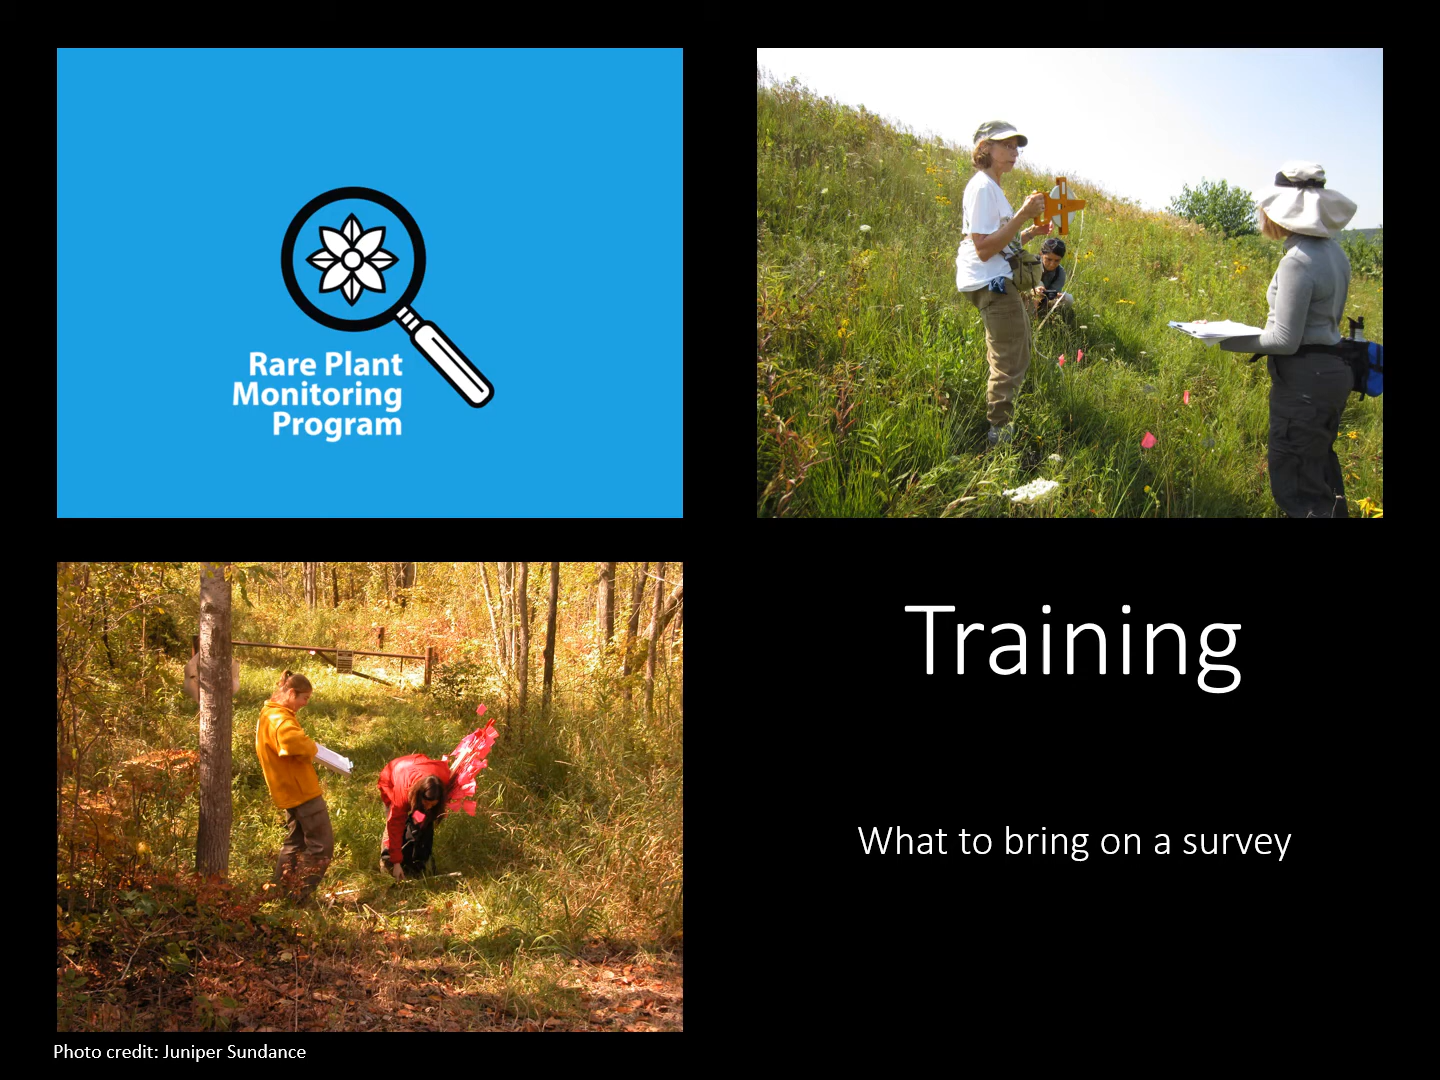 Rare Plant
Monitoring
Program
Training
What to bring on a survey
Photo credit: Juniper Sundance